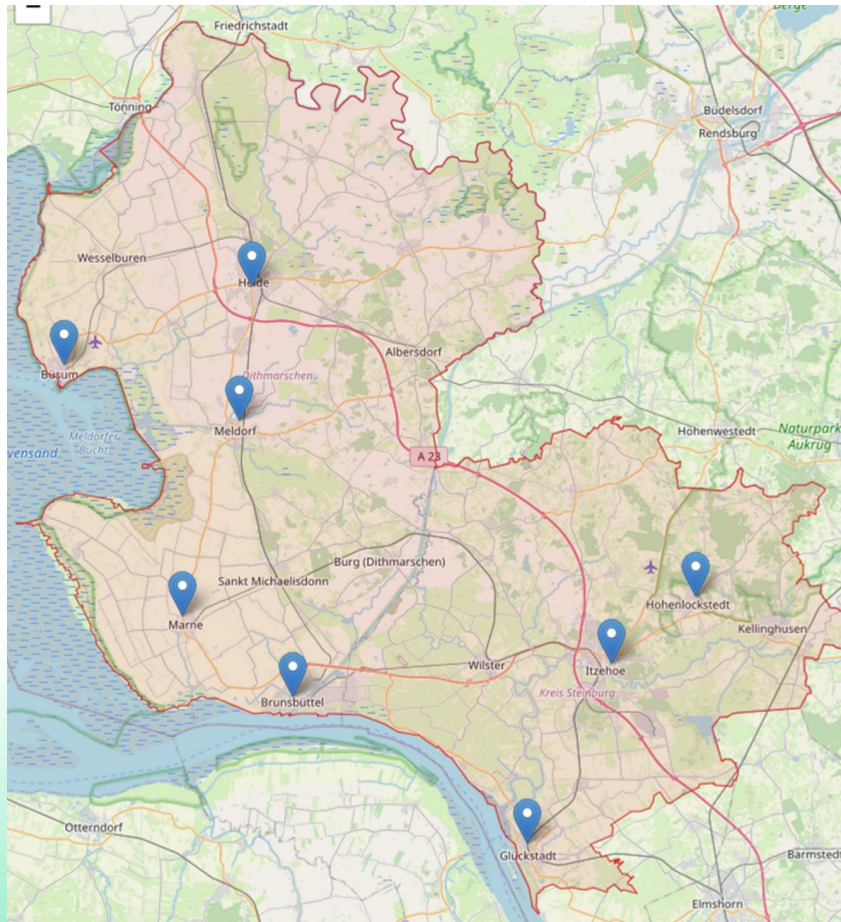 Friedrichstadt
Tönning
Büdelsdorf
Rendsburg
Wesselburen
Heide
Büsum
Albersdorf
Dithmarschen
Meldorf
Meldorfer
Bucht
vensand
Hohenwestedt
Naturpark
Aukrug
A 23
Burg (Dithmarschen)
Sankt Michaelisdonn
Marne
Hohenlockstedt
Kellinghusen
Itzehoe
Wilster
Kreis Steinburg
Brunsbüttel
Otterndorf
Glückstadt
Barmstedt
Elmshorn